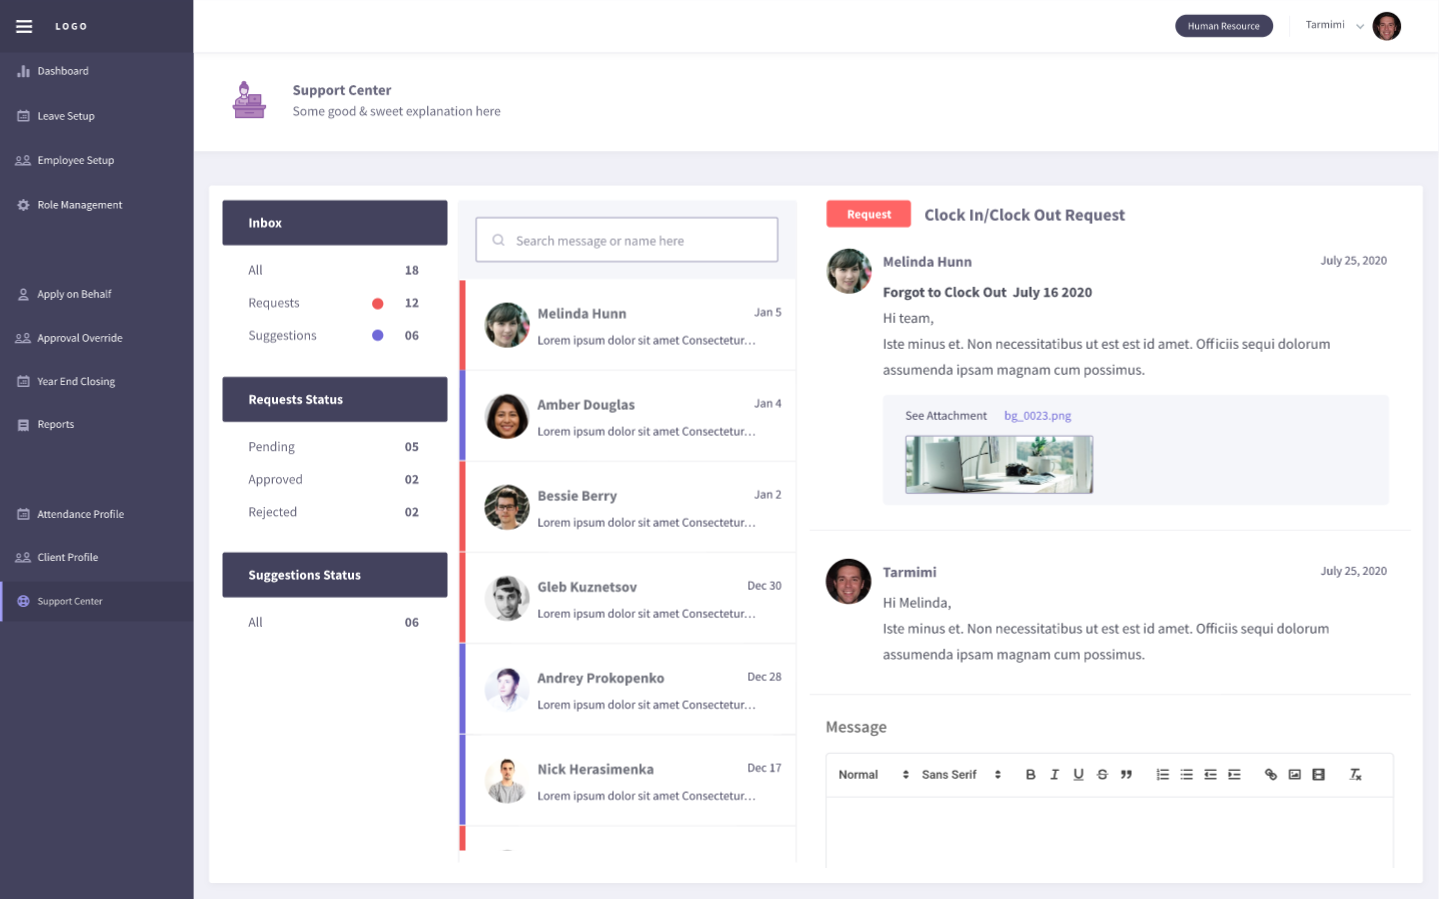 LOGO
Human Resource
Tarmimi
Dashboard
Leave Setup
Employee Setup
Role Management
Apply on Behalf
Approval Override
Year End Closing
Reports
Attendance Profile
Client Profile
Support Center
Support Center
Some good & sweet explanation here
Inbox
All 18
Requests 12
Suggestions 06
Requests Status
Pending 05
Approved 02
Rejected 02
Suggestions Status
All 06
Search message or name here
Melinda Hunn Jan 5
Lorem ipsum dolor sit amet Consectetur...
Amber Douglas Jan 4
Lorem ipsum dolor sit amet Consectetur...
Bessie Berry Jan 2
Lorem ipsum dolor sit amet Consectetur...
Gleb Kuznetsov Dec 30
Lorem ipsum dolor sit amet Consectetur...
Andrey Prokopenko Dec 28
Lorem ipsum dolor sit amet Consectetur...
Nick Herasimenka Dec 17
Lorem ipsum dolor sit amet Consectetur...
Request Clock In/Clock Out Request
Melinda Hunn July 25, 2020
Forgot to Clock Out July 16 2020
Hi team,
Iste minus et. Non necessitatibus ut est est id amet. Officiis sequi dolorum
assumenda ipsam magnam cum possimus.
See Attachment bg_0023.png
Tarmimi July 25, 2020
Hi Melinda,
Iste minus et. Non necessitatibus ut est est id amet. Officiis sequi dolorum
assumenda ipsam magnam cum possimus.
Message
Normal Sans Serif B I U S